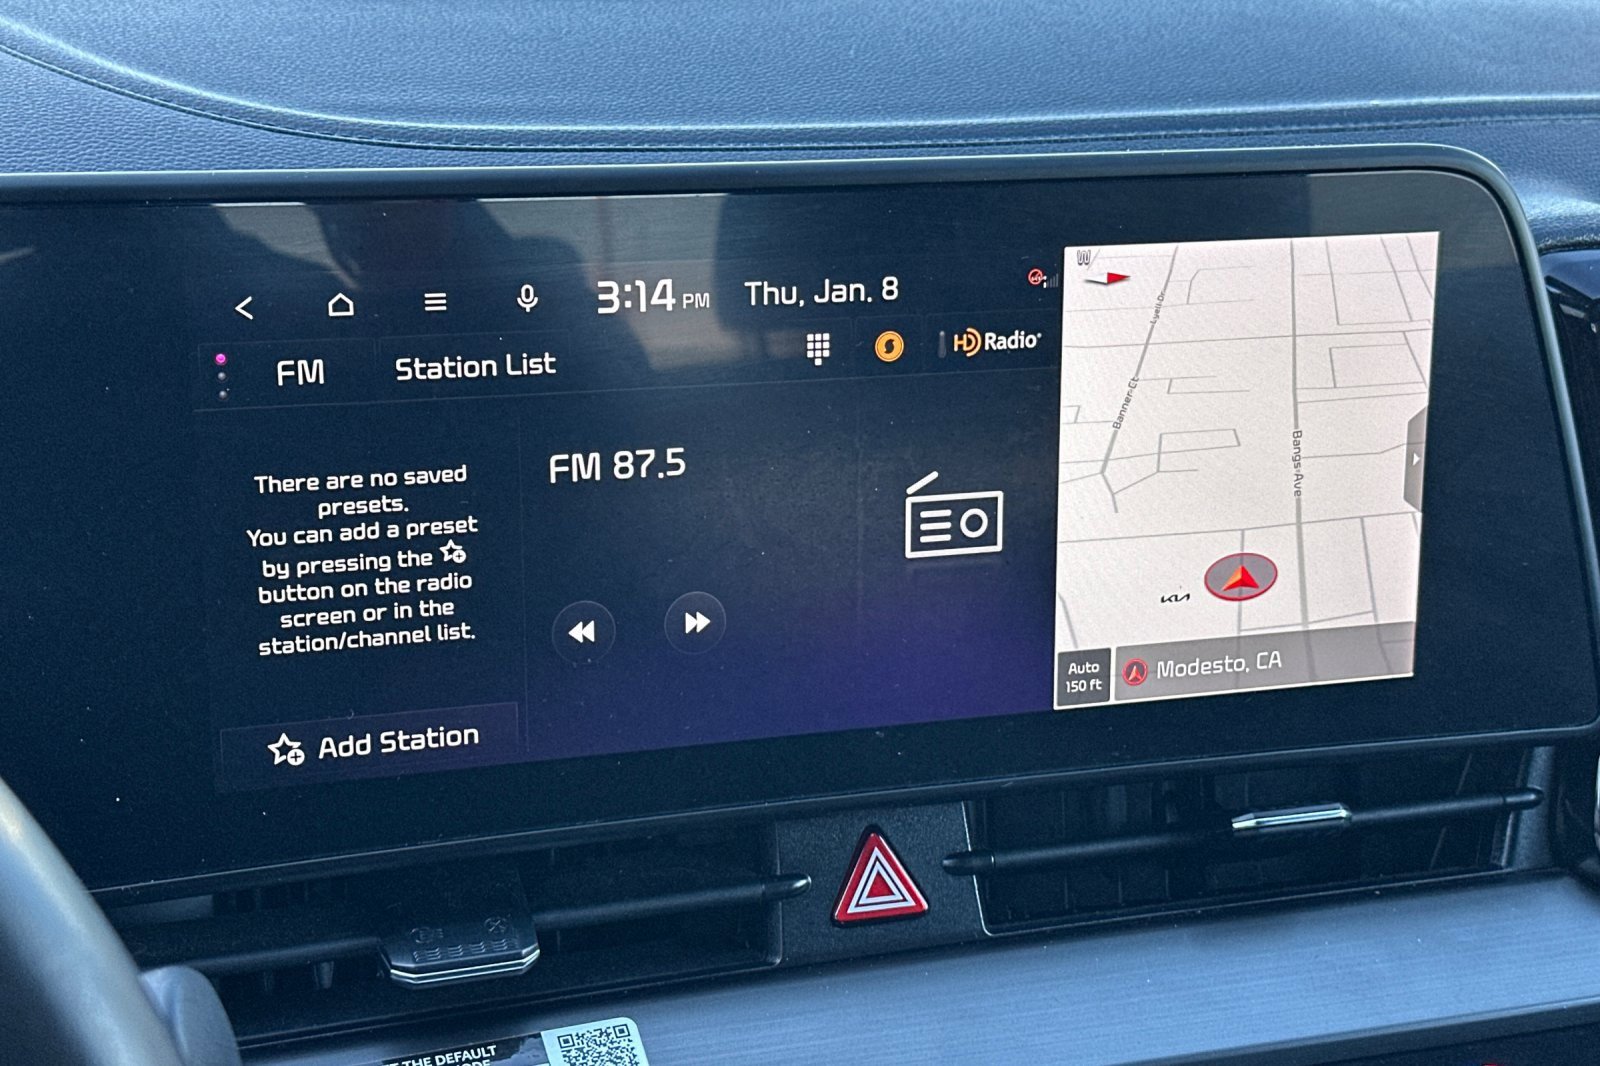 3:14 PM
Thu, Jan. 8
FM
Station List
HD Radio
There are no saved
presets.
You can add a preset
by pressing the
button on the radio
screen or in the
station/channel list.
Add Station
FM 87.5
W
Lyell Dr
Banner Ct
Bangs Ave
KIA
Auto
150 ft
Modesto, CA
THE DEFAULT